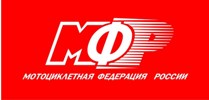 МФР
МОТОЦИКЛЕТНАЯ ФЕДЕРАЦИЯ РОССИИ